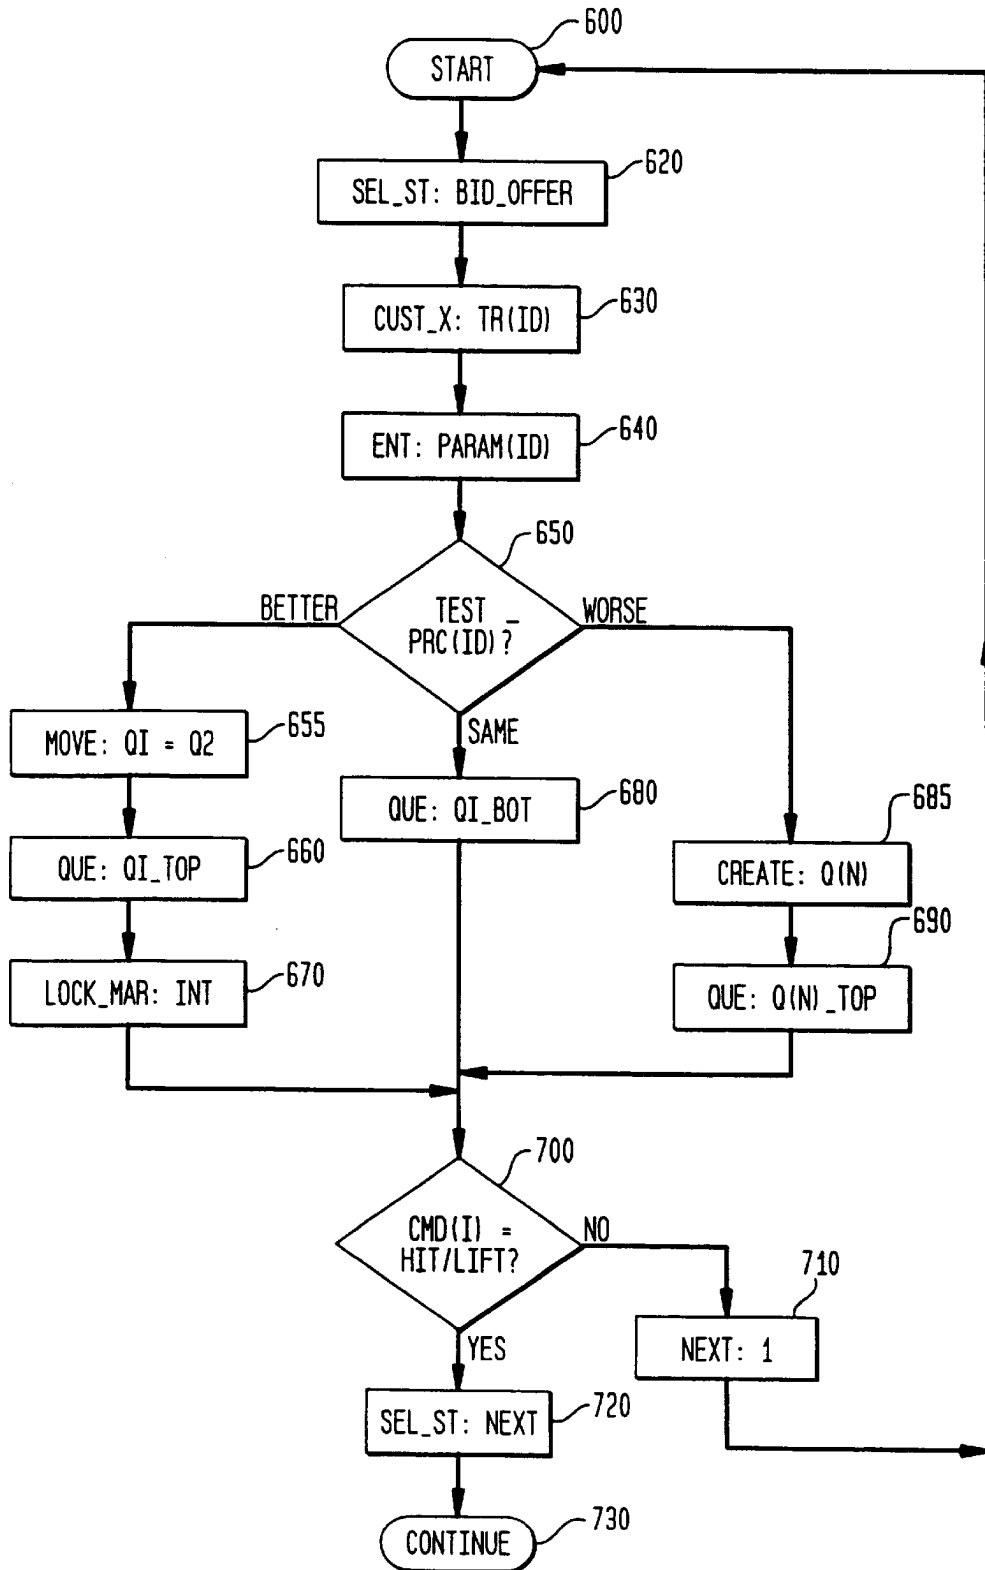 600
START
620
SEL_ST: BID_OFFER
630
CUST_X: TR(ID)
640
ENT: PARAM(ID)
650
BETTER
TEST_
PRC(ID)?
WORSE
SAME
655
MOVE: QI = Q2
680
QUE: QI_BOT
685
CREATE: Q(N)
660
QUE: QI_TOP
690
QUE: Q(N)_TOP
670
LOCK_MAR: INT
700
CMD(I) =
HIT/LIFT?
NO
YES
710
NEXT: 1
720
SEL_ST: NEXT
730
CONTINUE